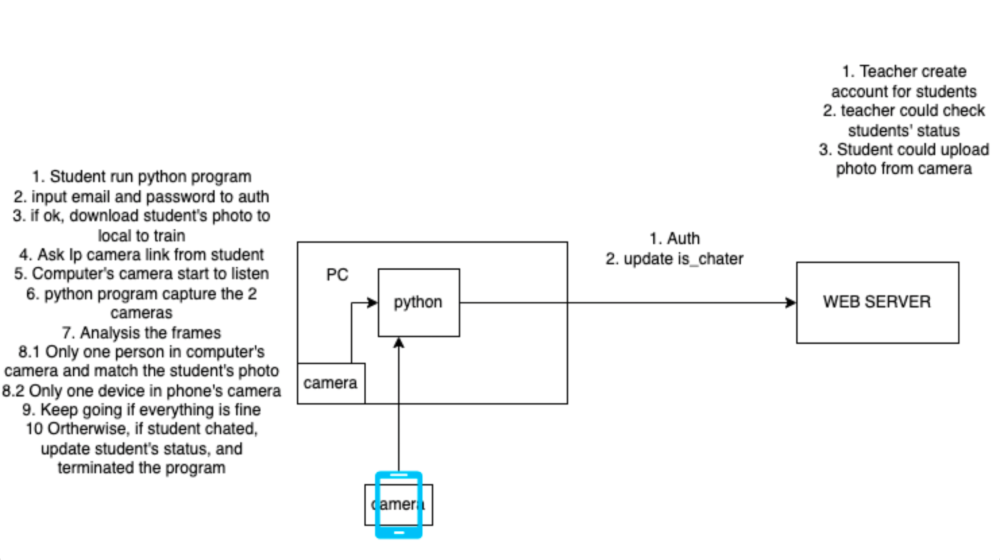 1. Teacher create
account for students
2. teacher could check
students' status
3. Student could upload
photo from camera
1. Student run python program
2. input email and password to auth
3. if ok, download student's photo to
local to train
4. Ask Ip camera link from student
5. Computer's camera start to listen
6. python program capture the 2
cameras
7. Analysis the frames
8.1 Only one person in computer's
camera and match the student's photo
8.2 Only one device in phone's camera
9. Keep going if everything is fine
10 Ortherwise, if student chated,
update student's status, and
terminated the program
PC
python
camera
camera
1. Auth
2. update is_chater
WEB SERVER